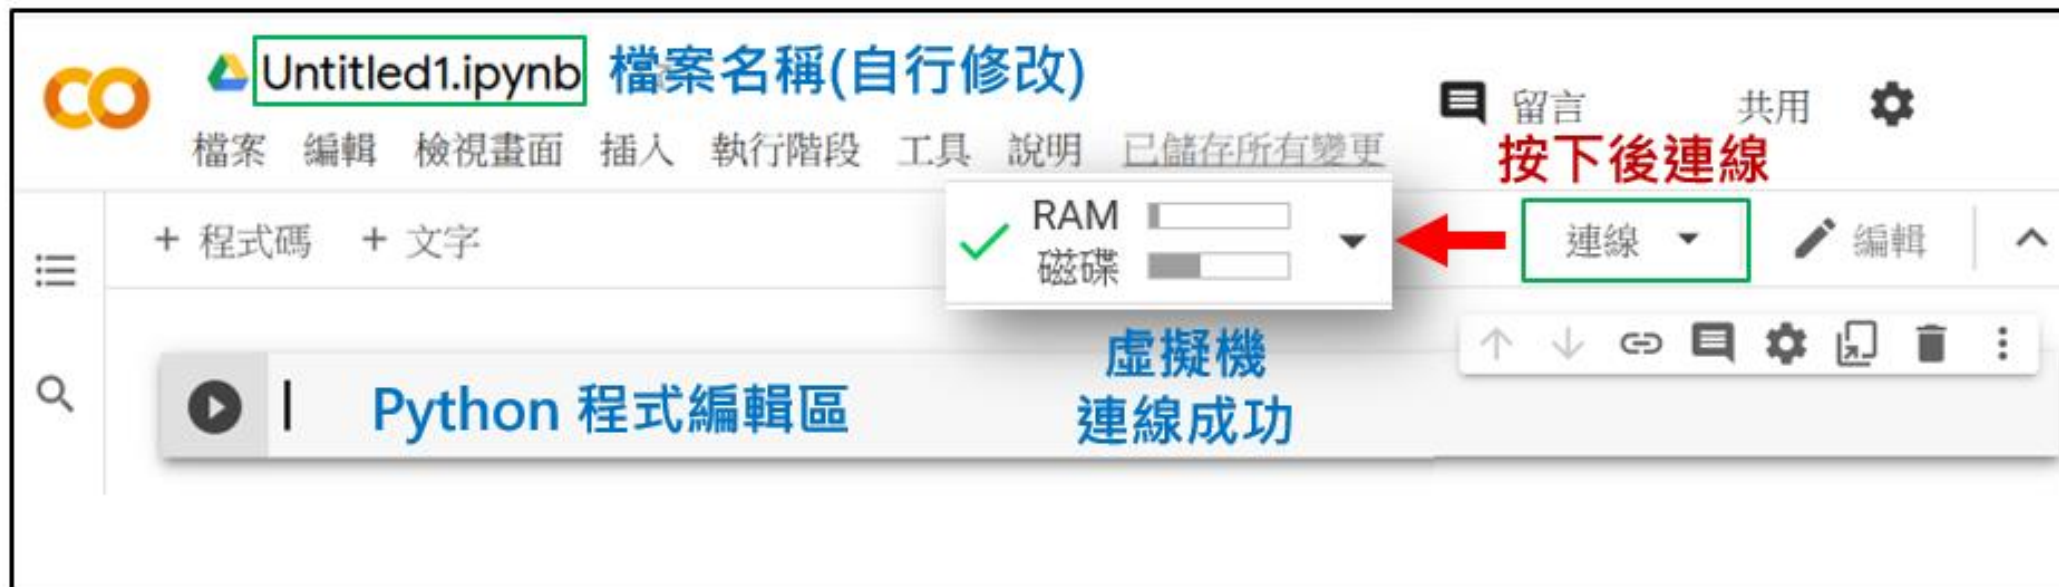 CO
Untitled1.ipynb 檔案名稱(自行修改)
留言 共用
檔案 編輯 檢視畫面 插入 執行階段 工具 說明 已儲存所有變更
按下後連線
+ 程式碼 + 文字
RAM
磁碟
連線 編輯
虛擬機
連線成功
Python 程式編輯區